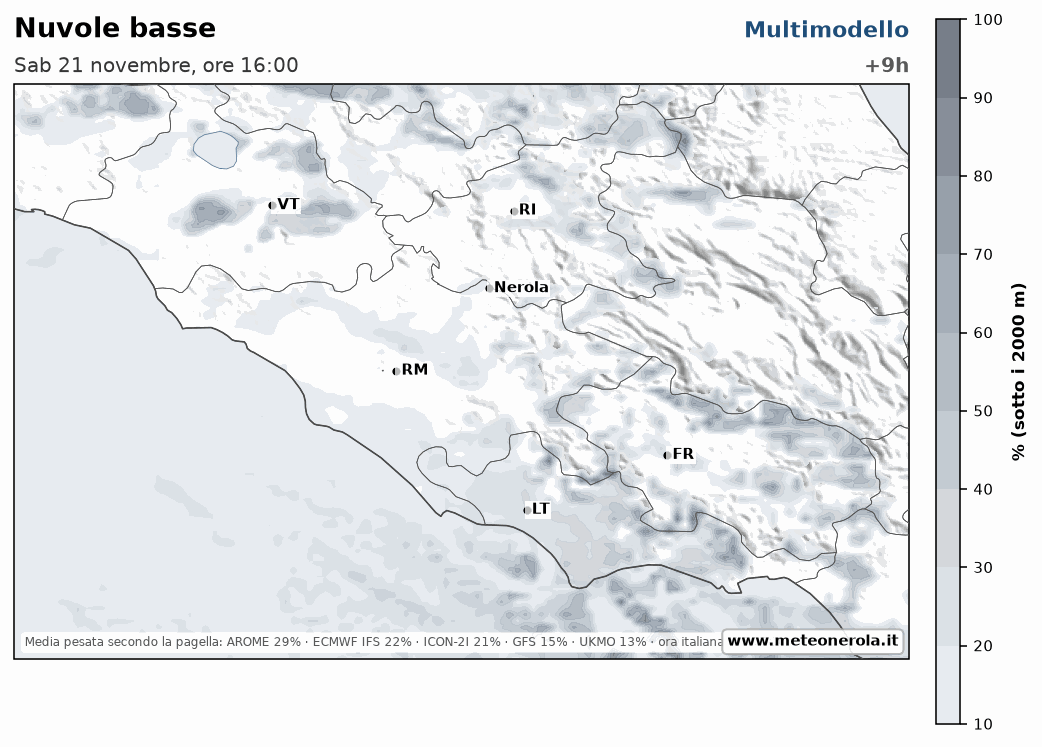 Nuvole basse
Multimodello
Sab 21 novembre, ore 16:00
+9h
VT
RI
Nerola
RM
FR
LT
Media pesata secondo la pagella: AROME 29% · ECMWF IFS 22% · ICON-2I 21% · GFS 15% · UKMO 13% · ora italiana
www.meteonerola.it
100
90
80
70
60
50
40
30
20
10
% (sotto i 2000 m)